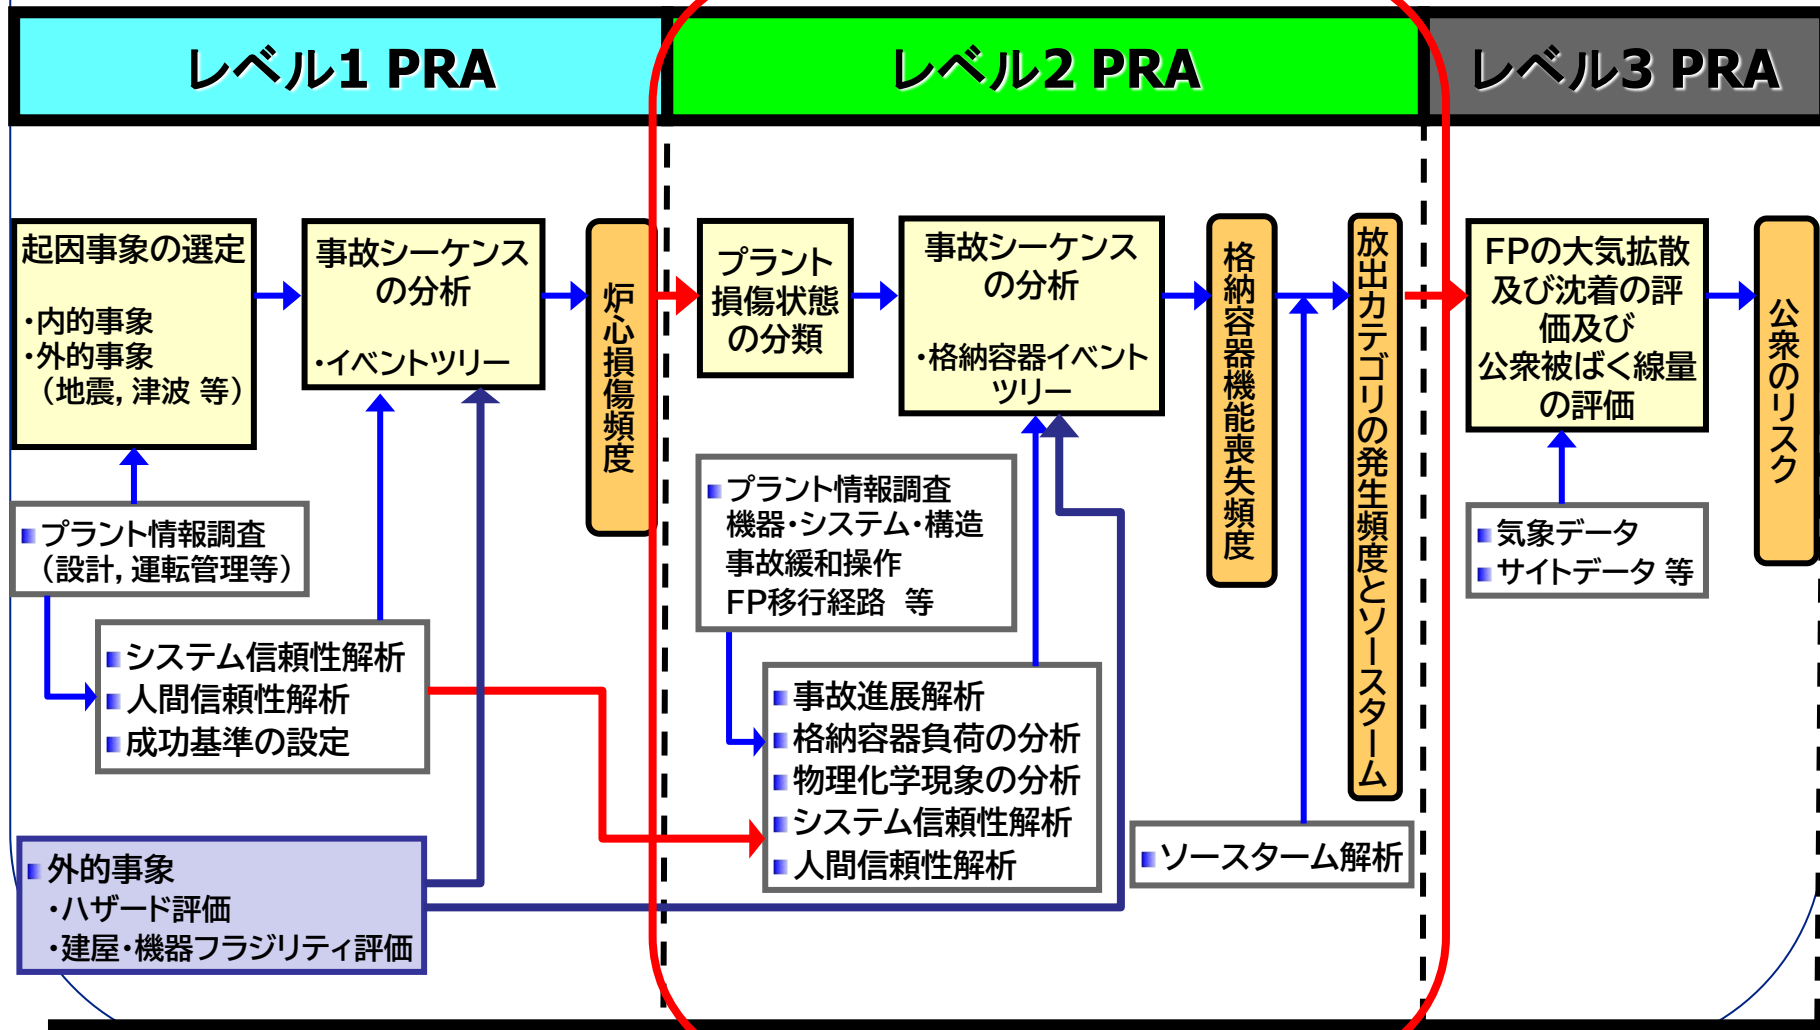 レベル1 PRA
レベル2 PRA
レベル3 PRA
起因事象の選定
・内的事象
・外的事象
（地震, 津波 等）
事故シーケンス
の分析
・イベントツリー
炉心損傷頻度
プラント
損傷状態
の分類
事故シーケンス
の分析
・格納容器イベント
ツリー
格納容器機能喪失頻度
放出カテゴリの発生頻度とソースターム
FPの大気拡散
及び沈着の評
価及び
公衆被ばく線量
の評価
公衆のリスク
プラント情報調査
（設計, 運転管理等）
システム信頼性解析
人間信頼性解析
成功基準の設定
外的事象
・ハザード評価
・建屋・機器フラジリティ評価
プラント情報調査
機器・システム・構造
事故緩和操作
FP移行経路 等
事故進展解析
格納容器負荷の分析
物理化学現象の分析
システム信頼性解析
人間信頼性解析
ソースターム解析
気象データ
サイトデータ 等